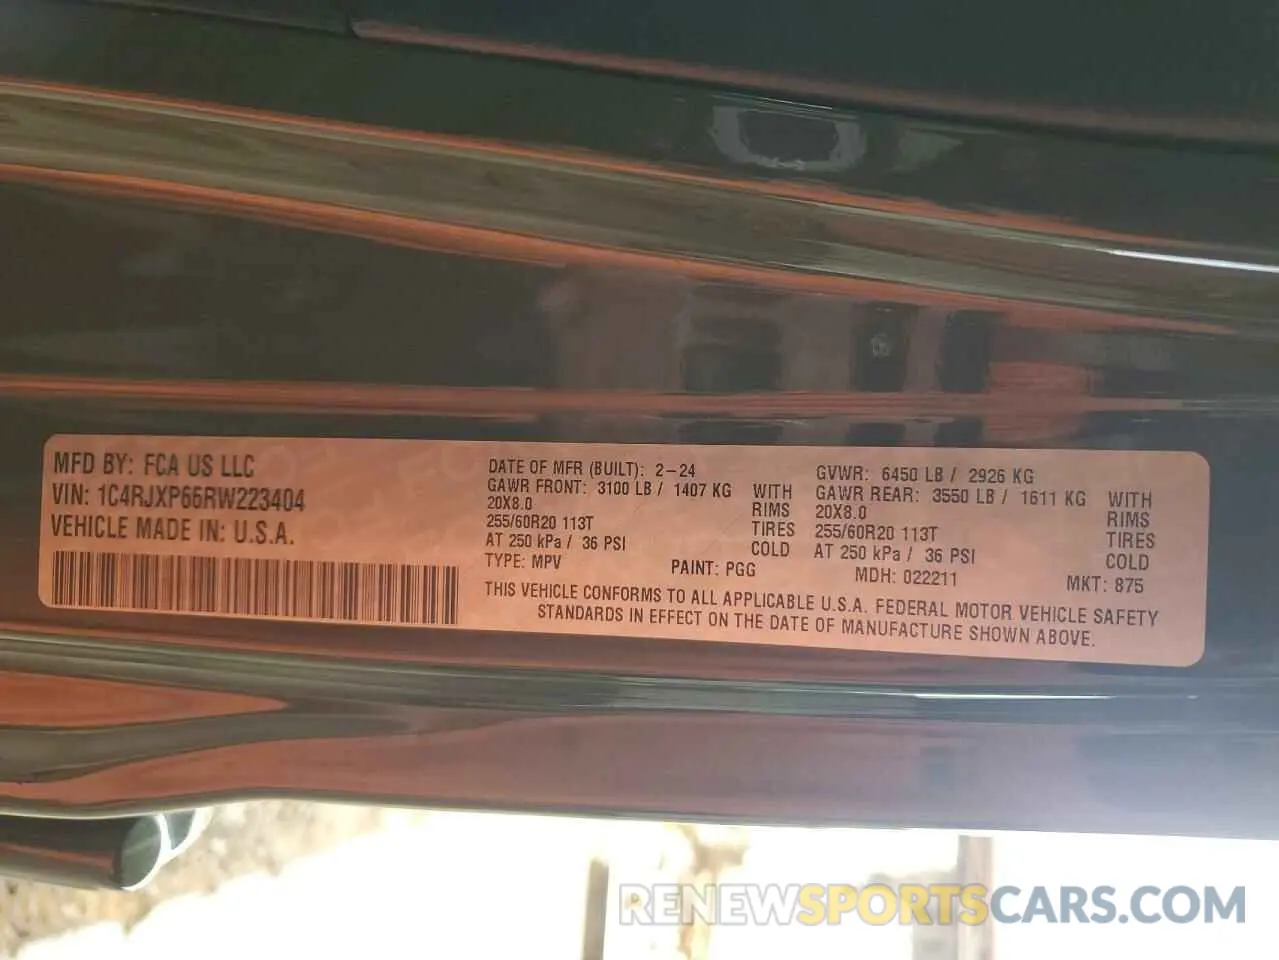 MFD BY: FCA US LLC
VIN: 1C4RJXP66RW223404
VEHICLE MADE IN: U.S.A.
DATE OF MFR (BUILT): 2-24
GAWR FRONT: 3100 LB / 1407 KG WITH
20X8.0 RIMS
255/60R20 113T TIRES
AT 250 kPa / 36 PSI COLD
GVWR: 6450 LB / 2926 KG
GAWR REAR: 3550 LB / 1611 KG WITH
20X8.0 RIMS
255/60R20 113T TIRES
AT 250 kPa / 36 PSI COLD
TYPE: MPV PAINT: PGG MDH: 022211 MKT: 875
THIS VEHICLE CONFORMS TO ALL APPLICABLE U.S.A. FEDERAL MOTOR VEHICLE SAFETY
STANDARDS IN EFFECT ON THE DATE OF MANUFACTURE SHOWN ABOVE.
RENEWSPORTSCARS.COM